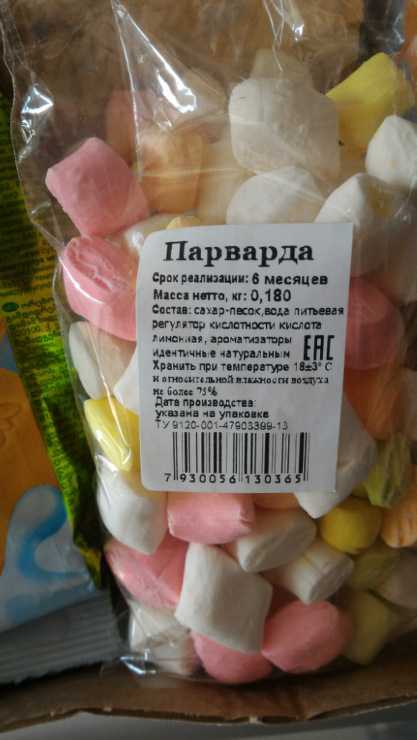 Парварда
Срок реализации: 6 месяцев
Масса нетто, кг: 0,180
Состав: сахар-песок,вода питьевая
регулятор кислотности кислота
лимонная, ароматизаторы
идентичные натуральным
EAC
Хранить при температуре 18±3° С
и относительной влажности воздуха
не более 75%
Дата производства:
указана на упаковке
ТУ 9120-001-47903399-13
7 930056 130365